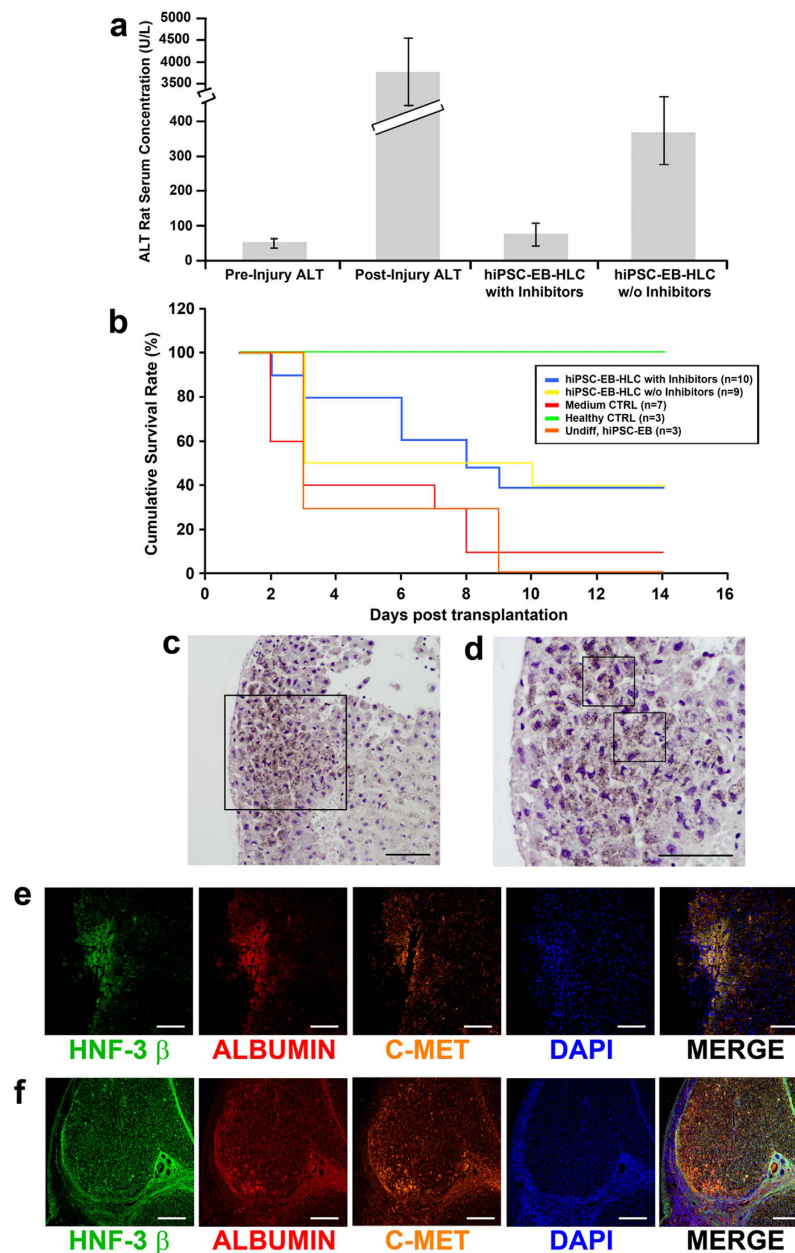 a
ALT Rat Serum Concentration (U/L)
5000
4500
4000
3500
400
300
200
100
0
Pre-Injury ALT
Post-Injury ALT
hiPSC-EB-HLC
with Inhibitors
hiPSC-EB-HLC
w/o Inhibitors
b
Cumulative Survival Rate (%)
120
100
80
60
40
20
0
0 2 4 6 8 10 12 14 16
Days post transplantation
hiPSC-EB-HLC with Inhibitors (n=10)
hiPSC-EB-HLC w/o Inhibitors (n=9)
Medium CTRL (n=7)
Healthy CTRL (n=3)
Undiff, hiPSC-EB (n=3)
c
d
e
HNF-3 β ALBUMIN C-MET DAPI MERGE
f
HNF-3 β ALBUMIN C-MET DAPI MERGE